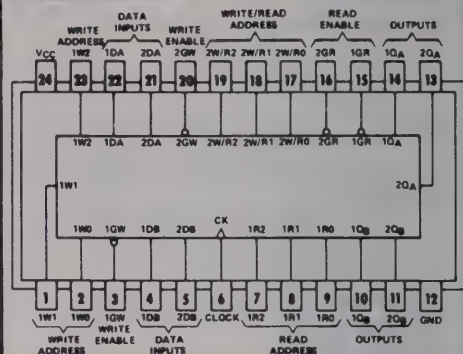 DATA WRITE/READ READ
WRITE INPUTS WRITE ADDRESS ENABLE OUTPUTS
ADDRESS ENABLE
VCC 1W2 1DA 2DA 2GW 2W/R2 2W/R1 2W/R0 2GR 1GR 1QA 2QA
24 23 22 21 20 19 18 17 16 15 14 13
1W2 1DA 2DA 2GW 2W/R2 2W/R1 2W/R0 2GR 1GR 1QA
1W1 2QA
CK
1W0 1GW 1DB 2DB 1R2 1R1 1R0 1QB 2QB
1 2 3 4 5 6 7 8 9 10 11 12
1W1 1W0 1GW 1DB 2DB CLOCK 1R2 1R1 1R0 1QB 2QB GND
WRITE WRITE DATA READ OUTPUTS
ADDRESS ENABLE INPUTS ADDRESS